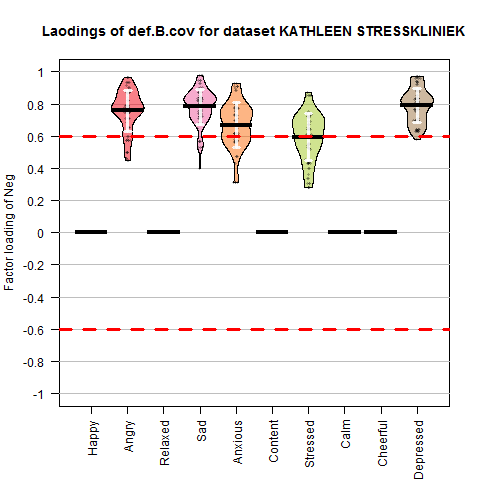 Laodings of def.B.cov for dataset KATHLEEN STRESSKLINIEK
Factor loading of Neg
1
0.8
0.6
0.4
0.2
0
-0.2
-0.4
-0.6
-0.8
-1
Happy
Angry
Relaxed
Sad
Anxious
Content
Stressed
Calm
Cheerful
Depressed